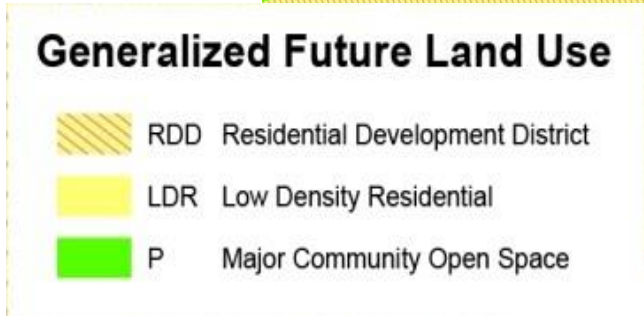 Generalized Future Land Use
RDD Residential Development District
LDR Low Density Residential
P Major Community Open Space